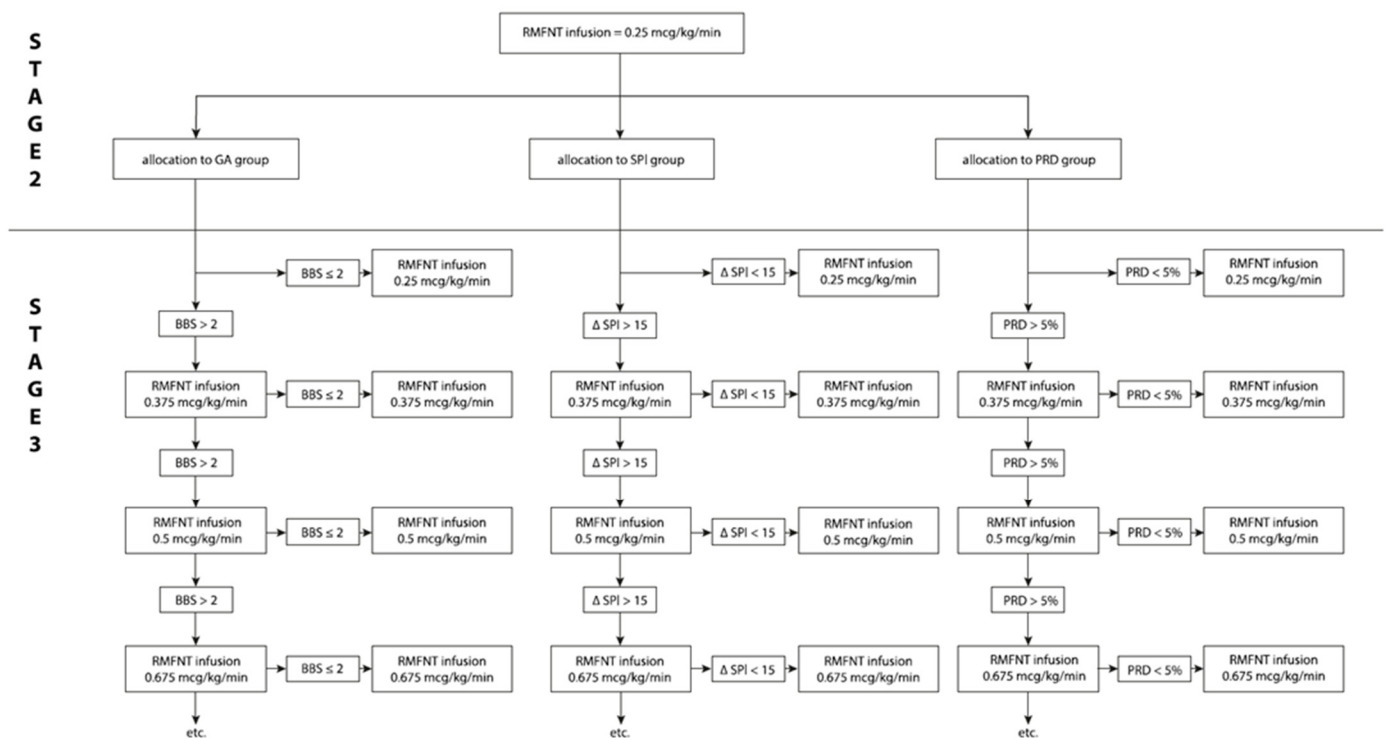 STAGE 2
RMFNT infusion = 0.25 mcg/kg/min
allocation to GA group
allocation to SPI group
allocation to PRD group
STAGE 3
BBS ≤ 2
RMFNT infusion
0.25 mcg/kg/min
Δ SPI < 15
RMFNT infusion
0.25 mcg/kg/min
PRD < 5%
RMFNT infusion
0.25 mcg/kg/min
BBS > 2
Δ SPI > 15
PRD > 5%
RMFNT infusion
0.375 mcg/kg/min
BBS ≤ 2
RMFNT infusion
0.375 mcg/kg/min
RMFNT infusion
0.375 mcg/kg/min
Δ SPI < 15
RMFNT infusion
0.375 mcg/kg/min
RMFNT infusion
0.375 mcg/kg/min
PRD < 5%
RMFNT infusion
0.375 mcg/kg/min
BBS > 2
Δ SPI > 15
PRD > 5%
RMFNT infusion
0.5 mcg/kg/min
BBS ≤ 2
RMFNT infusion
0.5 mcg/kg/min
RMFNT infusion
0.5 mcg/kg/min
Δ SPI < 15
RMFNT infusion
0.5 mcg/kg/min
RMFNT infusion
0.5 mcg/kg/min
PRD < 5%
RMFNT infusion
0.5 mcg/kg/min
BBS > 2
Δ SPI > 15
PRD > 5%
RMFNT infusion
0.675 mcg/kg/min
BBS ≤ 2
RMFNT infusion
0.675 mcg/kg/min
RMFNT infusion
0.675 mcg/kg/min
Δ SPI < 15
RMFNT infusion
0.675 mcg/kg/min
RMFNT infusion
0.675 mcg/kg/min
PRD < 5%
RMFNT infusion
0.675 mcg/kg/min
etc.
etc.
etc.